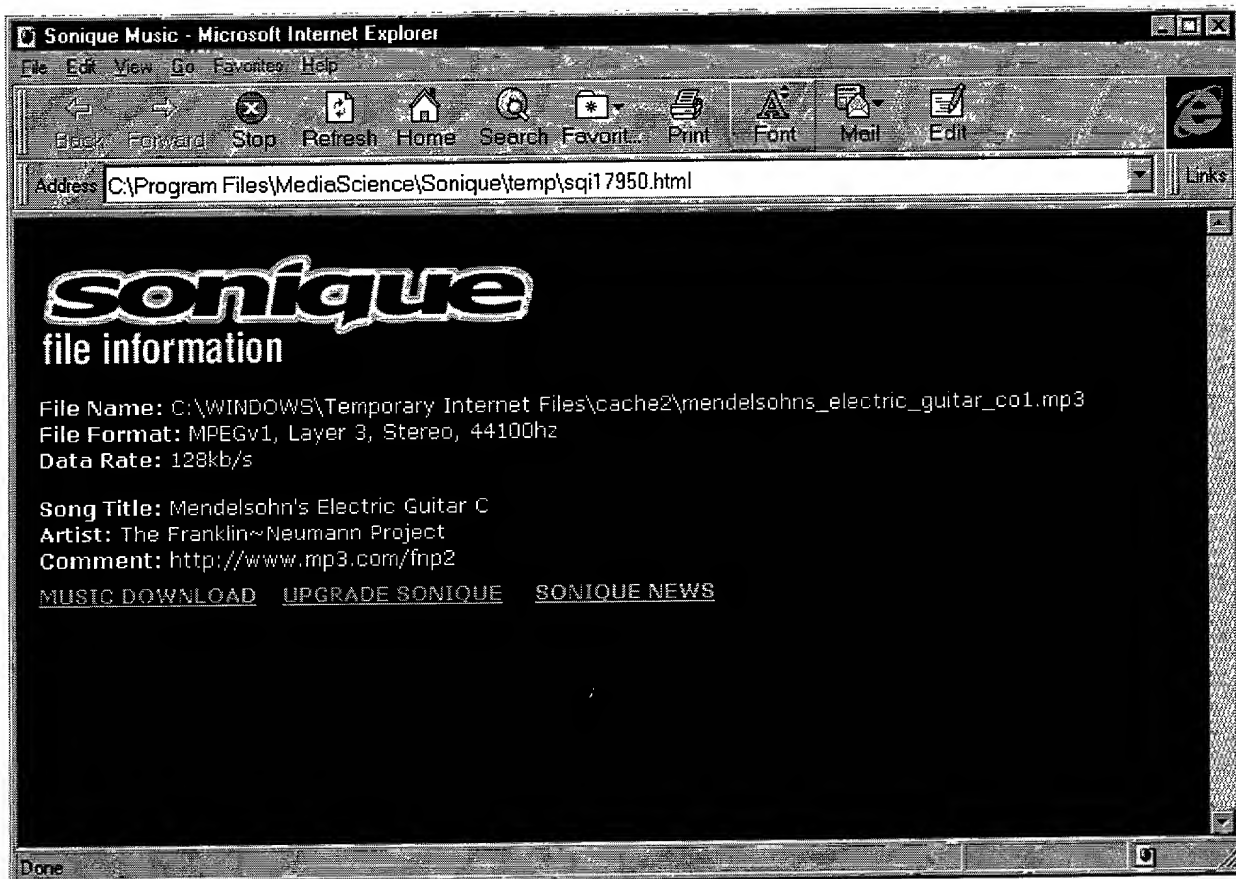 Sonique Music - Microsoft Internet Explorer
File Edit View Go Favorites Help
Back Forward Stop Refresh Home Search Favorit... Print Font Mail Edit
Address C:\Program Files\MediaScience\Sonique\temp\sqi17950.html Links
sonique
file information
File Name: C:\WINDOWS\Temporary Internet Files\cache2\mendelsohns_electric_guitar_co1.mp3
File Format: MPEGv1, Layer 3, Stereo, 44100hz
Data Rate: 128kb/s
Song Title: Mendelsohn's Electric Guitar C
Artist: The Franklin~Neumann Project
Comment: http://www.mp3.com/fnp2
MUSIC DOWNLOAD UPGRADE SONIQUE SONIQUE NEWS
Done